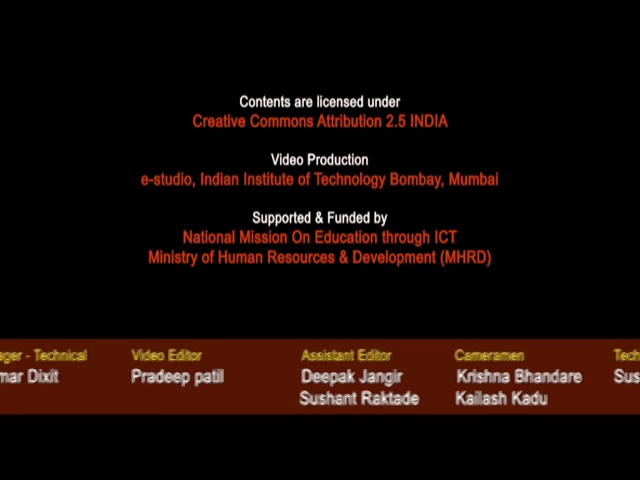 Contents are licensed under
Creative Commons Attribution 2.5 INDIA
Video Production
e-studio, Indian Institute of Technology Bombay, Mumbai
Supported & Funded by
National Mission On Education through ICT
Ministry of Human Resources & Development (MHRD)
- Technical Video Editor Assistant Editor Cameramen
Dixit Pradeep patil Deepak Jangir Krishna Bhandare
Sushant Raktade Kailash Kadu